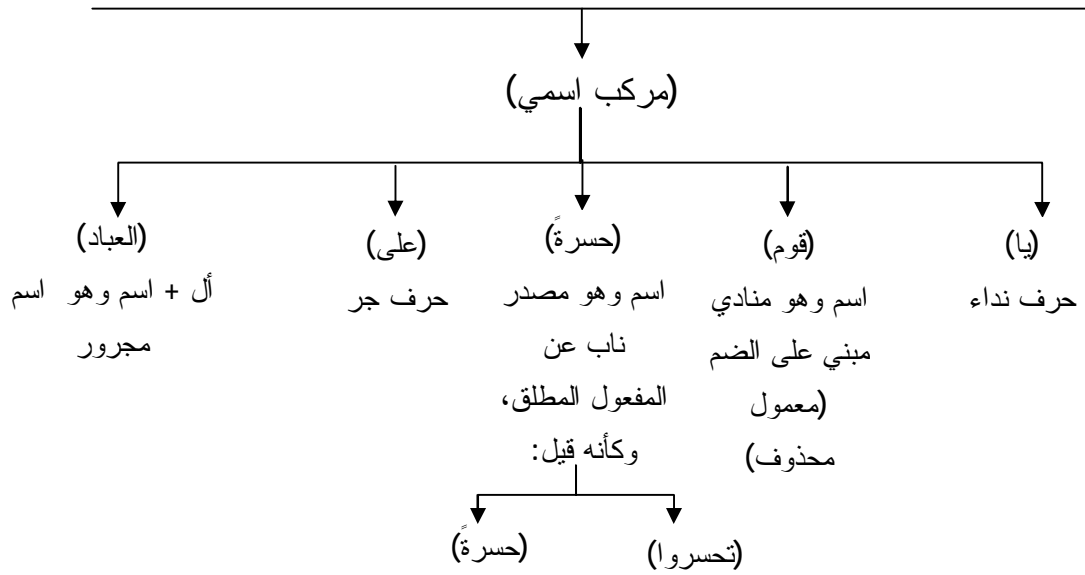 (مركب اسمي)
(يا)
حرف نداء
(قوم)
اسم وهو منادي
مبني على الضم
(معمول
محذوف)
(حسرةً)
اسم وهو مصدر
ناب عن
المفعول المطلق،
وكأنه قيل:
(على)
حرف جر
(العباد)
أل + اسم وهو اسم
مجرور
(تحسروا)
(حسرةً)